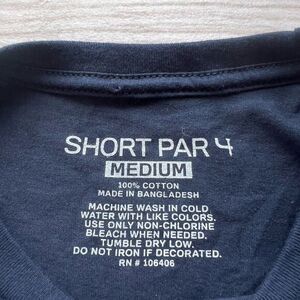 SHORT PAR 4
MEDIUM
100% COTTON
MADE IN BANGLADESH
MACHINE WASH IN COLD
WATER WITH LIKE COLORS.
USE ONLY NON-CHLORINE
BLEACH WHEN NEEDED,
TUMBLE DRY LOW.
DO NOT IRON IF DECORATED.
RN # 106406